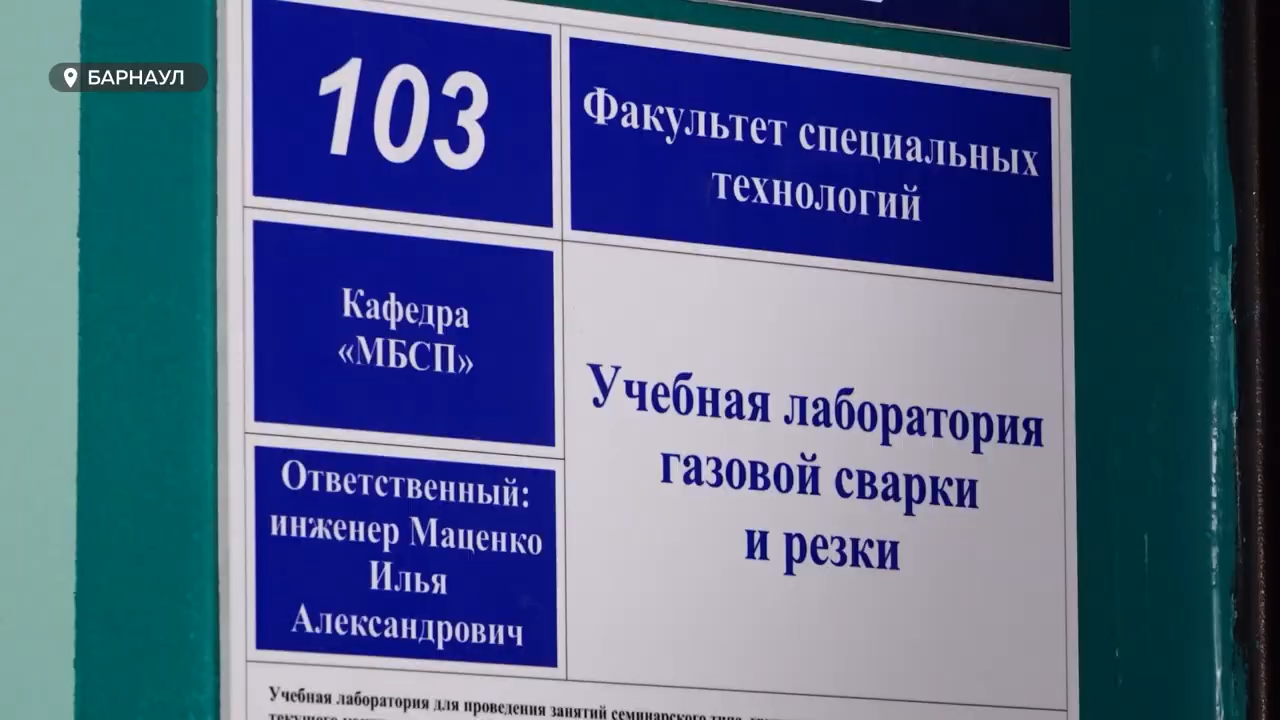 БАРНАУЛ
103
Факультет специальных
технологий
Кафедра
«МБСП»
Учебная лаборатория
газовой сварки
и резки
Ответственный:
инженер Маценко
Илья
Александрович
Учебная лаборатория для проведения занятий семинарского типа,